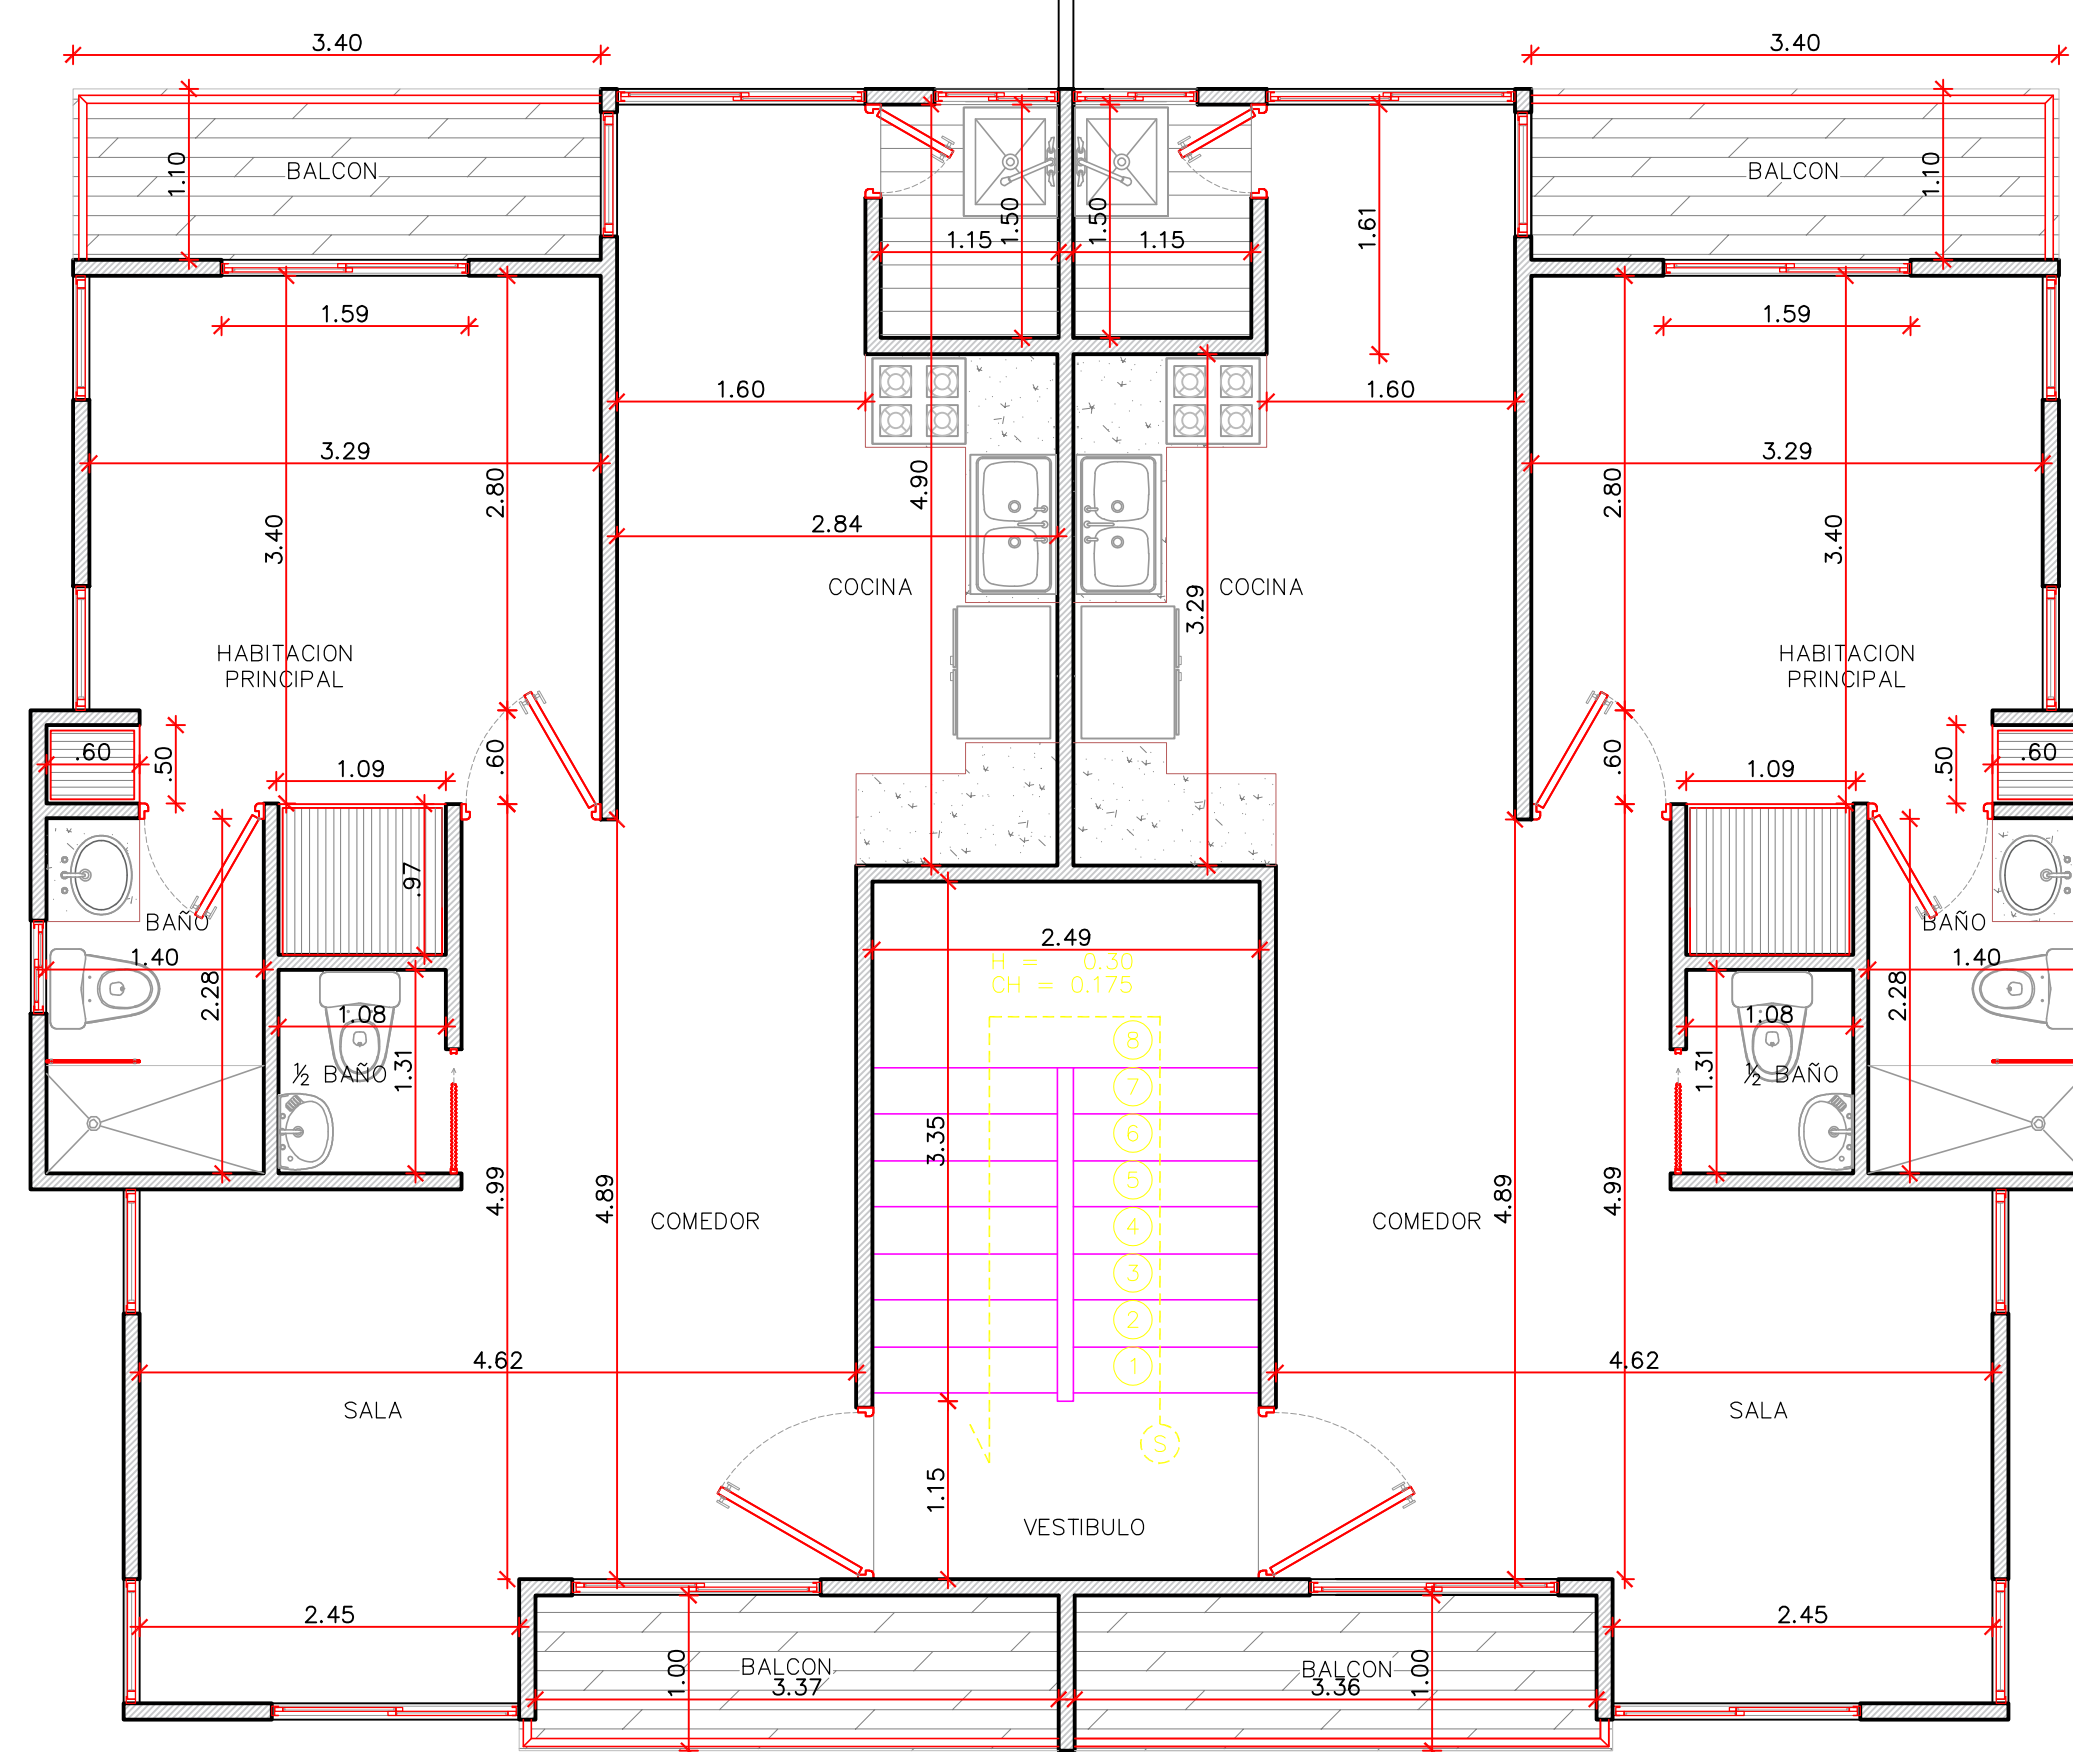 3.40
3.40
BALCON
1.10
BALCON
1.10
1.50
1.50
1.15
1.15
1.61
1.59
1.59
1.60
1.60
3.29
3.29
2.80
4.90
2.80
3.40
2.84
3.40
COCINA
COCINA
3.29
HABITACION
PRINCIPAL
HABITACION
PRINCIPAL
.60
.50
.60
.60
.50
.60
1.09
1.09
.97
BAÑO
BAÑO
1.40
2.49
1.40
H = 0.30
CH = 0.175
2.28
2.28
1.08
1.08
8
½ BAÑO
1.31
½ BAÑO
1.31
7
3.35
6
5
4.99
4.89
4.89
4.99
COMEDOR
4
COMEDOR
3
2
4.62
1
4.62
SALA
SALA
S
1.15
VESTIBULO
2.45
2.45
1.00
BALCON
BALCON
1.00
3.37
3.36